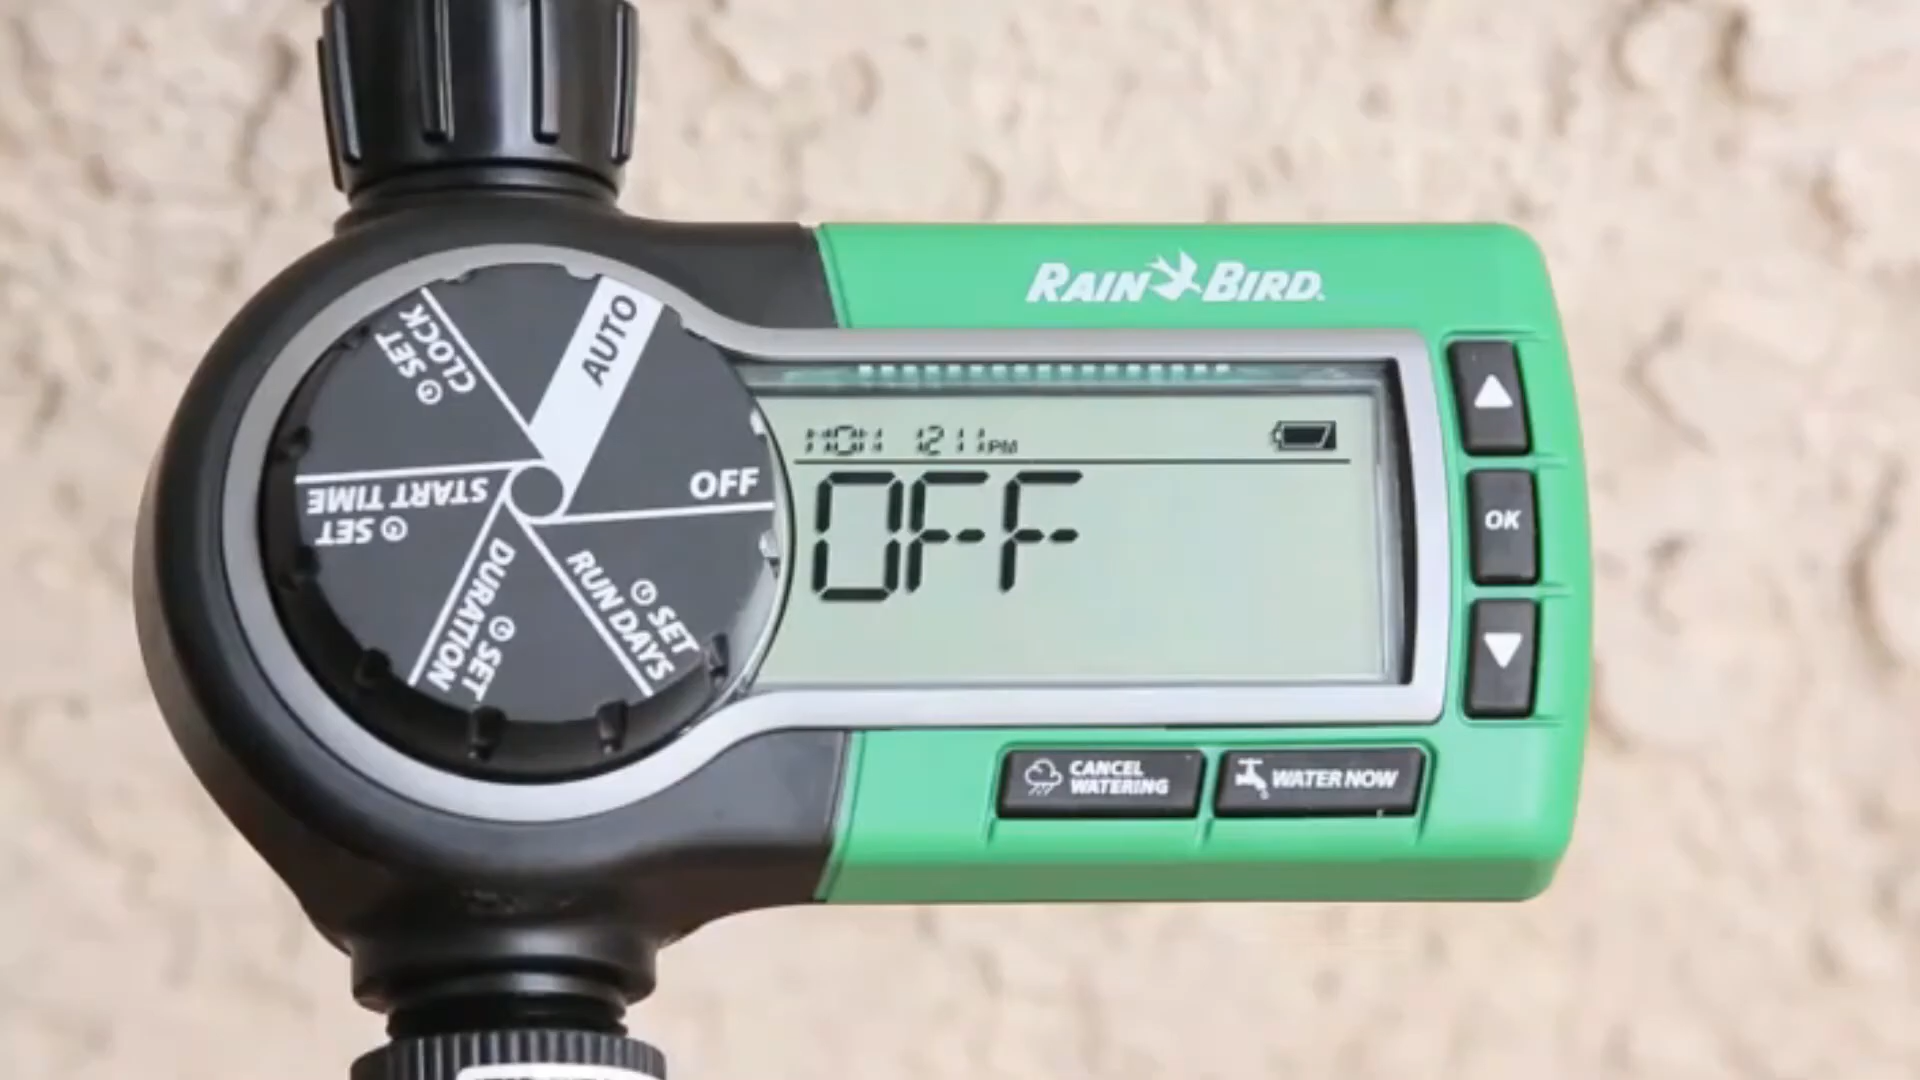 RAIN BIRD
AUTO
OFF
SET
CLOCK
SET
START TIME
SET
DURATION
SET
RUN DAYS
MON 12 11 PM
OFF
OK
CANCEL
WATERING
WATER NOW